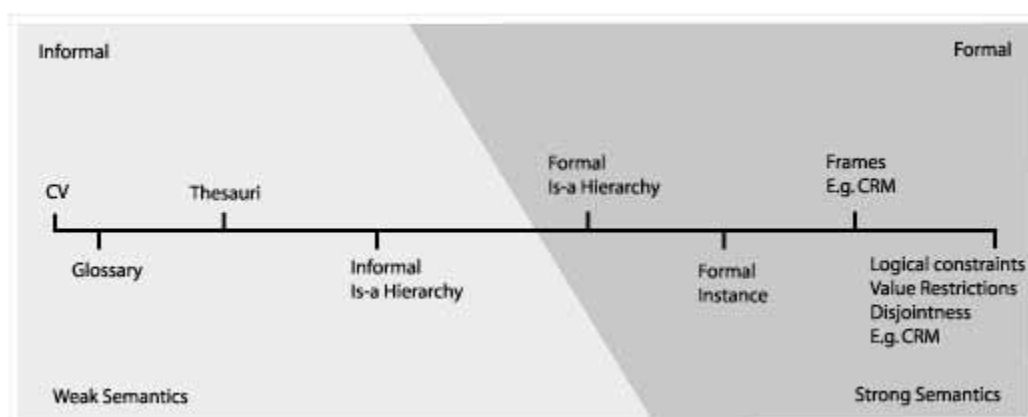 Informal
Formal
CV
Thesauri
Formal
Is-a Hierarchy
Frames
E.g. CRM
Glossary
Informal
Is-a Hierarchy
Formal
Instance
Logical constraints
Value Restrictions
Disjointness
E.g. CRM
Weak Semantics
Strong Semantics